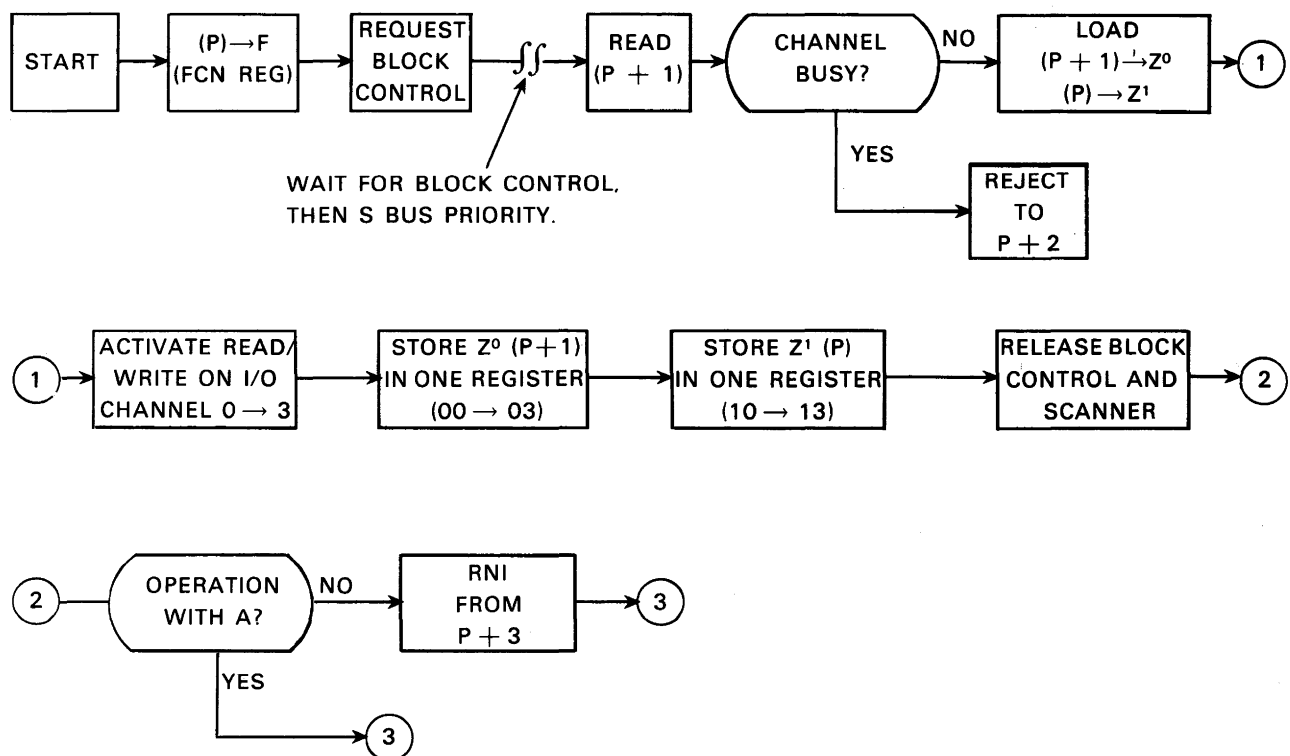 START
(P)→F
(FCN REG)
REQUEST
BLOCK
CONTROL
WAIT FOR BLOCK CONTROL,
THEN S BUS PRIORITY.
READ
(P + 1)
CHANNEL
BUSY?
NO
YES
LOAD
(P + 1)→Z⁰
(P)→Z¹
1
REJECT
TO
P + 2
1
ACTIVATE READ/
WRITE ON I/O
CHANNEL 0 → 3
STORE Z⁰ (P+1)
IN ONE REGISTER
(00 → 03)
STORE Z¹ (P)
IN ONE REGISTER
(10 → 13)
RELEASE BLOCK
CONTROL AND
SCANNER
2
2
OPERATION
WITH A?
NO
RNI
FROM
P + 3
3
YES
3